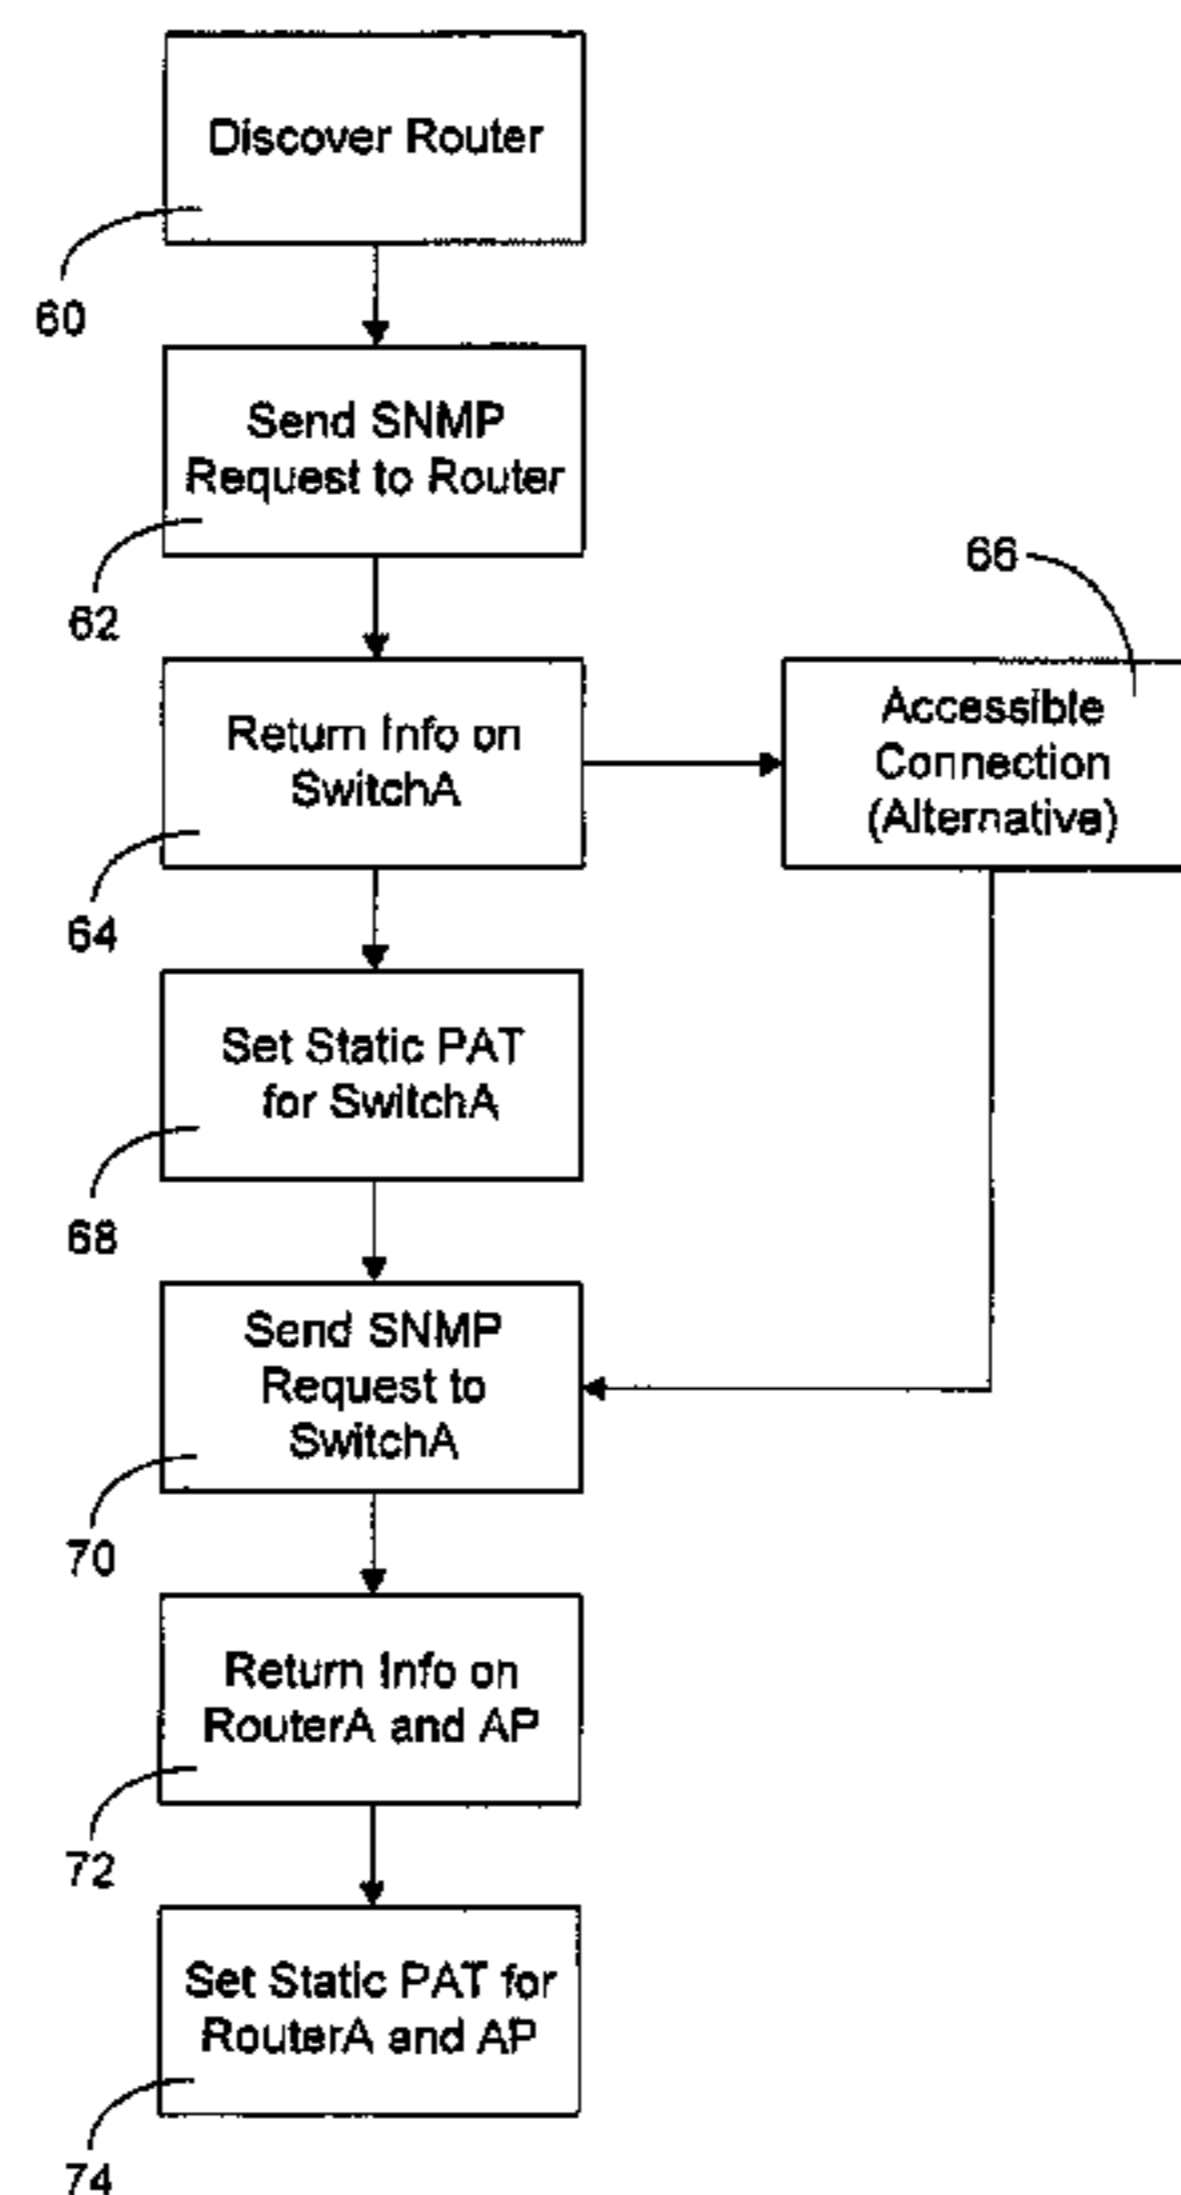 Discover Router
60
Send SNMP
Request to Router
62
66
Return Info on
SwitchA
64
Accessible
Connection
(Alternative)
Set Static PAT
for SwitchA
68
Send SNMP
Request to
SwitchA
70
Return Info on
RouterA and AP
72
Set Static PAT for
RouterA and AP
74